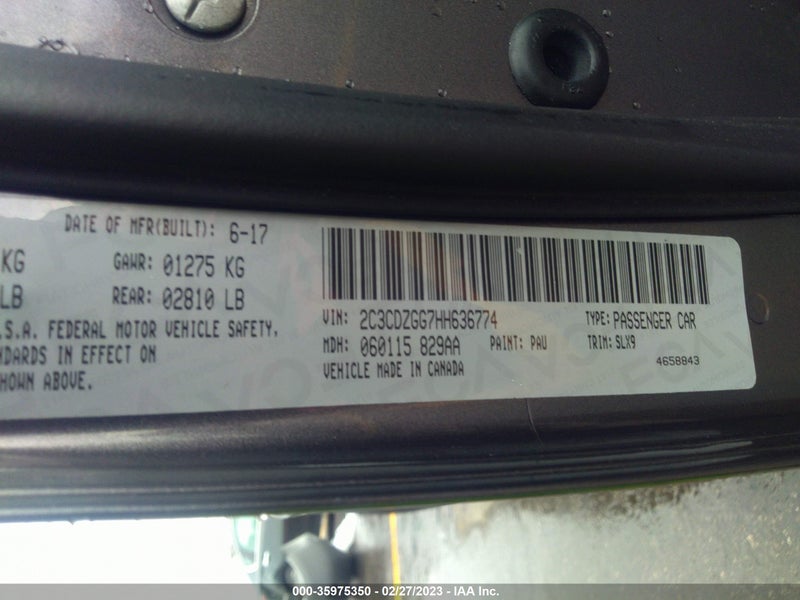 DATE OF MFR(BUILT): 6-17
KG GAWR: 01275 KG
LB REAR: 02810 LB
.S.A. FEDERAL MOTOR VEHICLE SAFETY,
NDARDS IN EFFECT ON
HOWN ABOVE.
VIN: 2C3CDZGG7HH636774 TYPE: PASSENGER CAR
MDH: 060115 829AA PAINT: PAU TRIM: SLX9
VEHICLE MADE IN CANADA
4658843
000-35975350 - 02/27/2023 - IAA Inc.